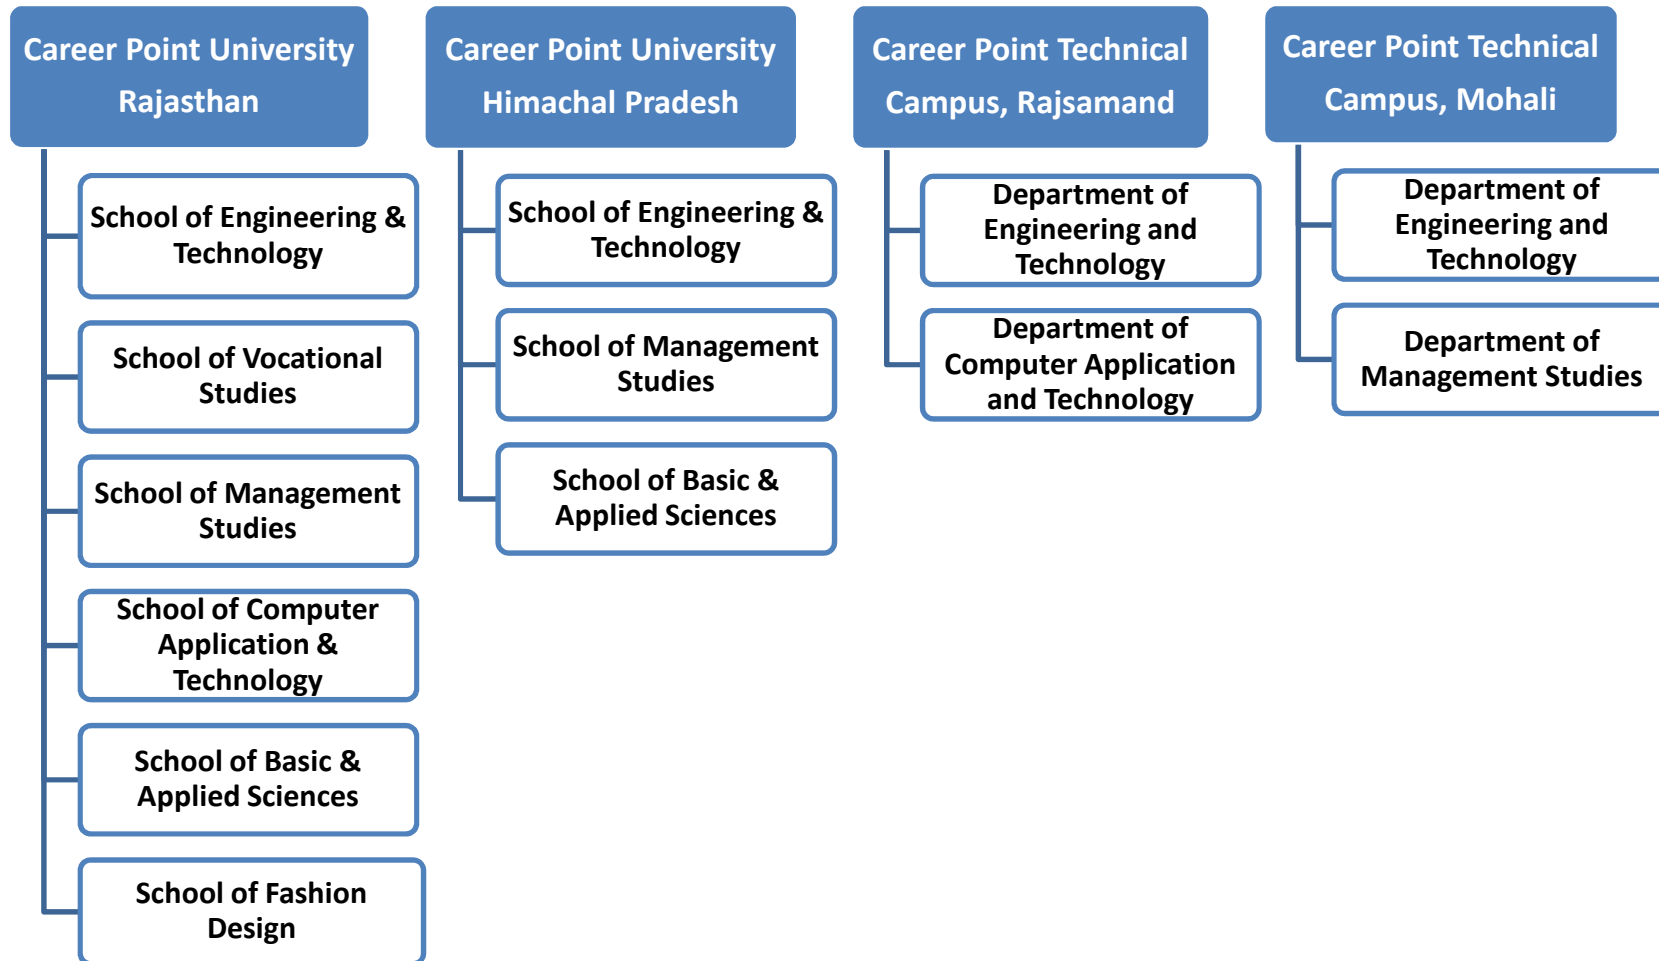 Career Point University
Rajasthan
School of Engineering &
Technology
School of Vocational
Studies
School of Management
Studies
School of Computer
Application &
Technology
School of Basic &
Applied Sciences
School of Fashion
Design
Career Point University
Himachal Pradesh
School of Engineering &
Technology
School of Management
Studies
School of Basic &
Applied Sciences
Career Point Technical
Campus, Rajsamand
Department of
Engineering and
Technology
Department of
Computer Application
and Technology
Career Point Technical
Campus, Mohali
Department of
Engineering and
Technology
Department of
Management Studies